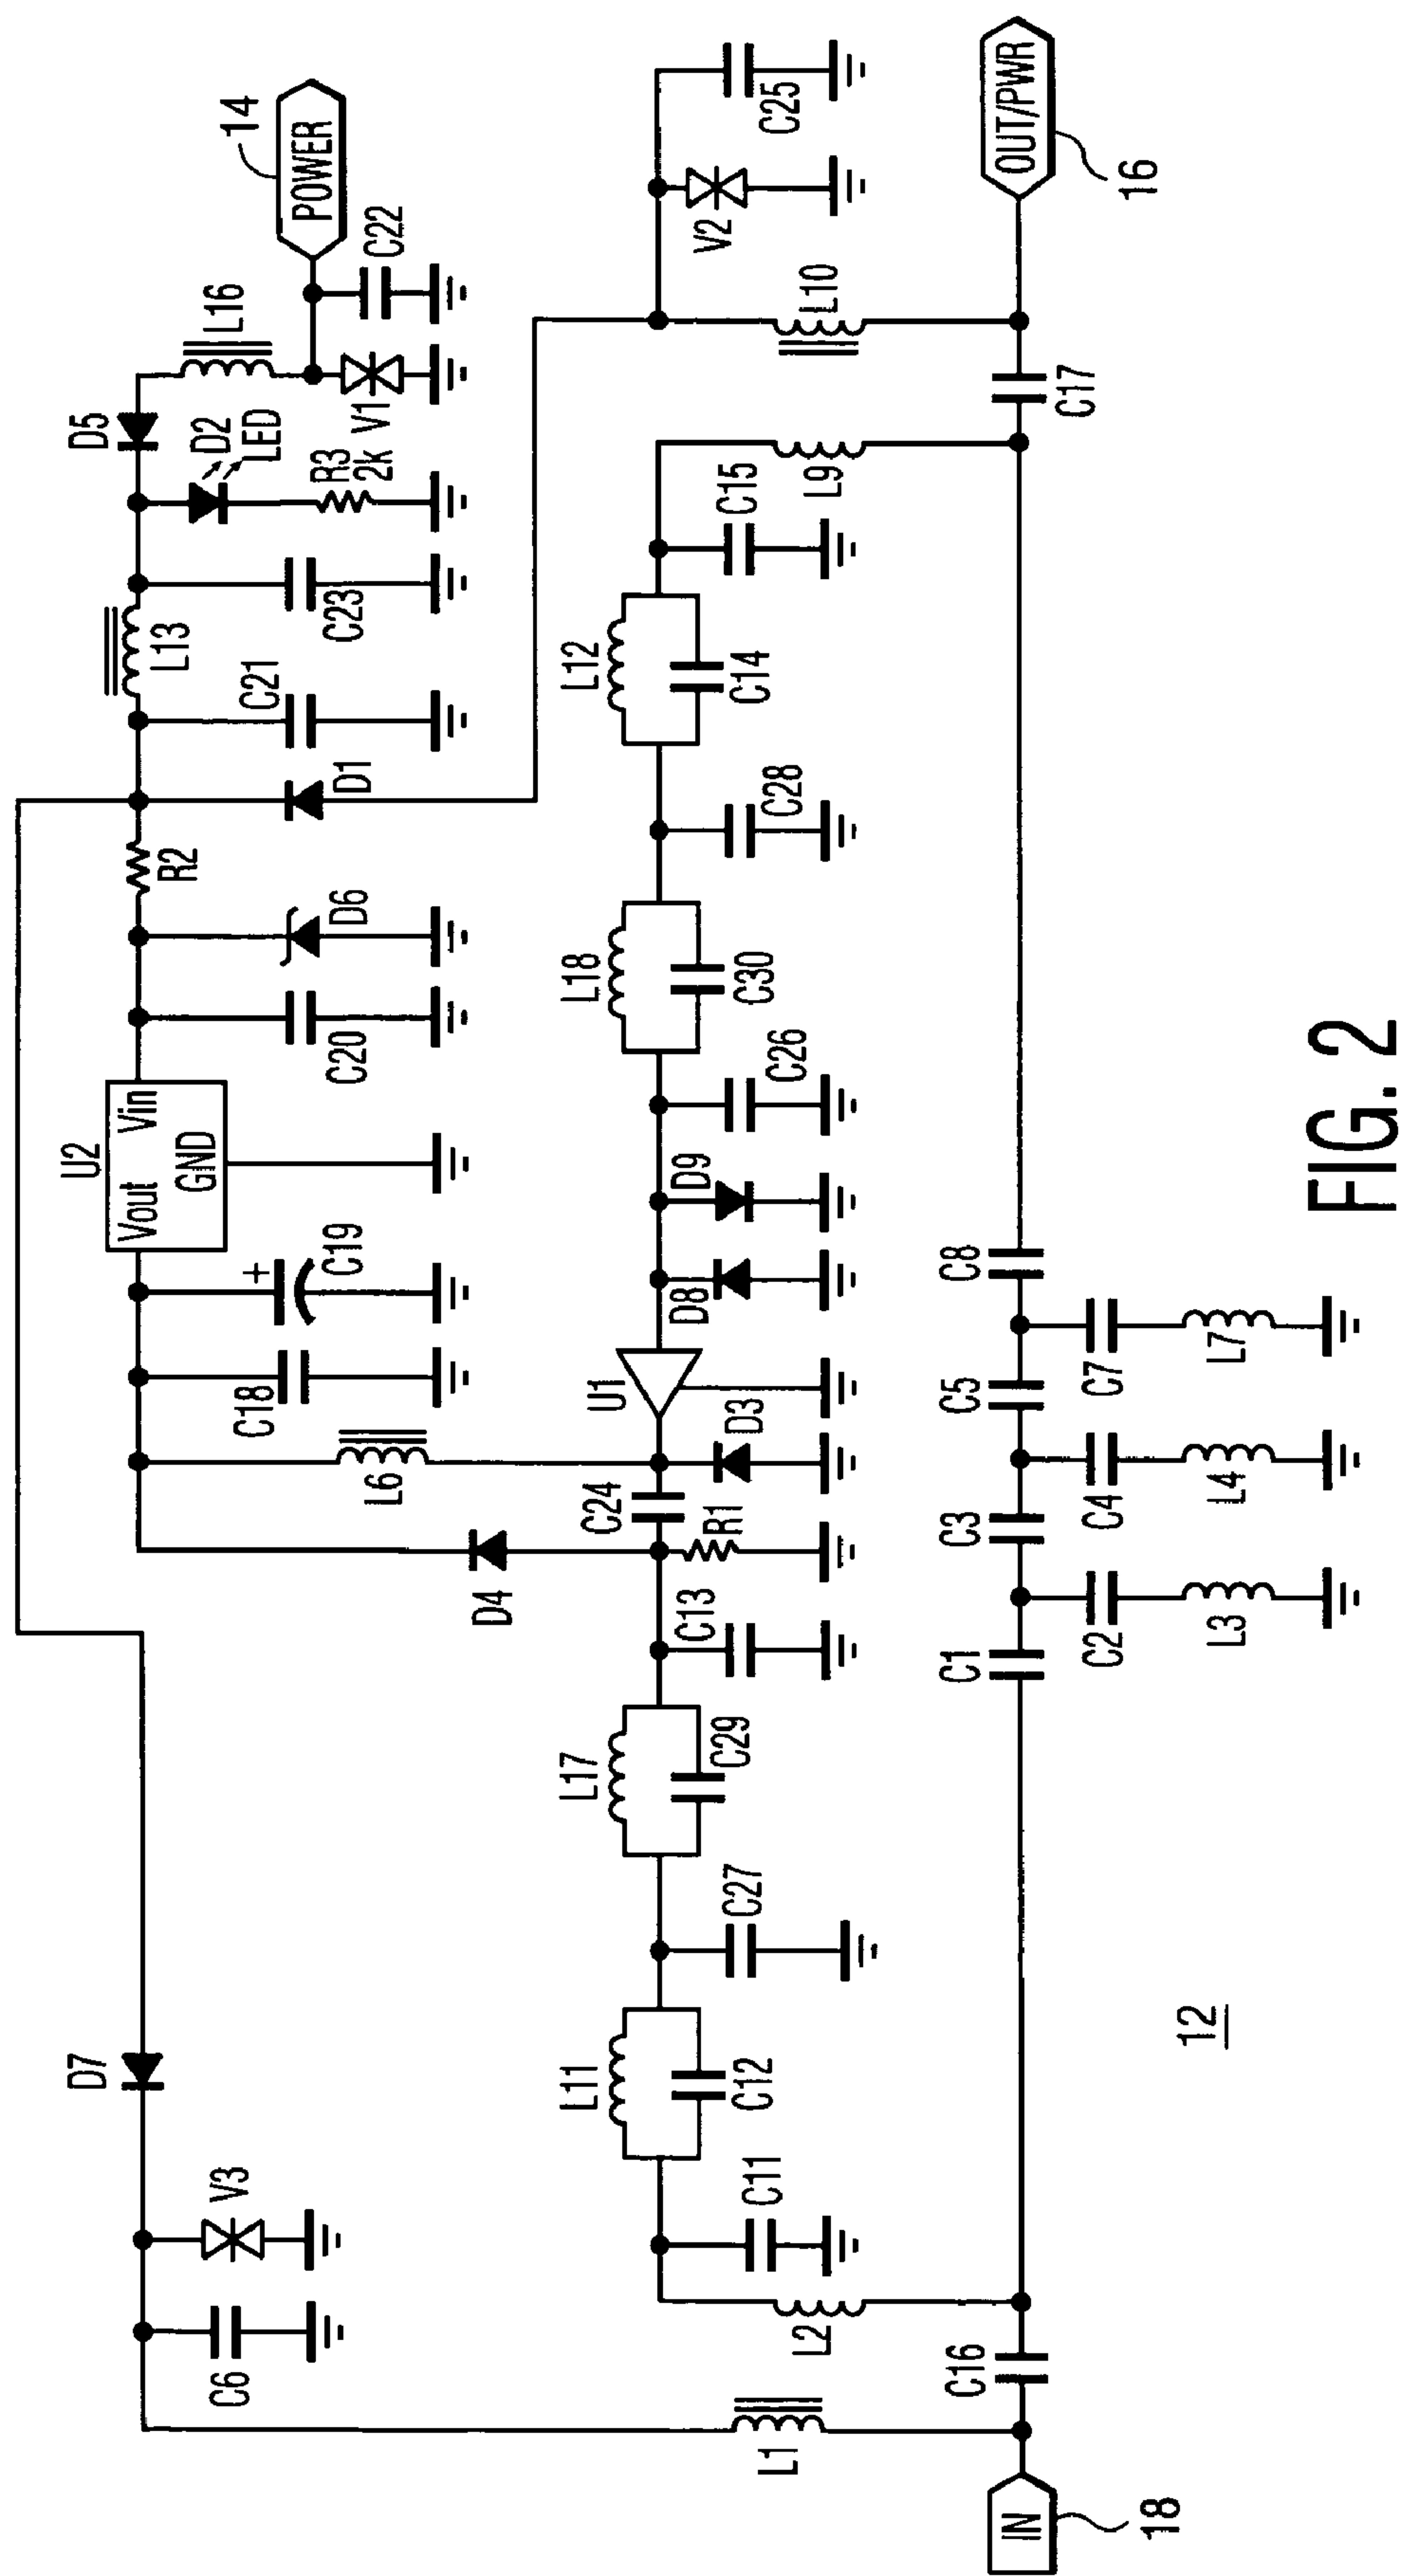 14
POWER
L16
C22
D5
D2
LED
V1
R3
2k
C23
L13
C21
D1
R2
D6
C20
U2
Vin
Vout
GND
+
C19
C18
L6
D4
D7
V3
C6
C25
V2
L10
OUT/PWR
16
C17
L9
C15
L12
C14
C28
L18
C30
C26
D9
D8
U1
D3
C24
R1
C13
L17
C29
C27
L11
C12
C11
L2
C16
L1
IN
18
C8
C7
L7
C5
C4
L4
C3
C2
L3
C1
12
FIG. 2